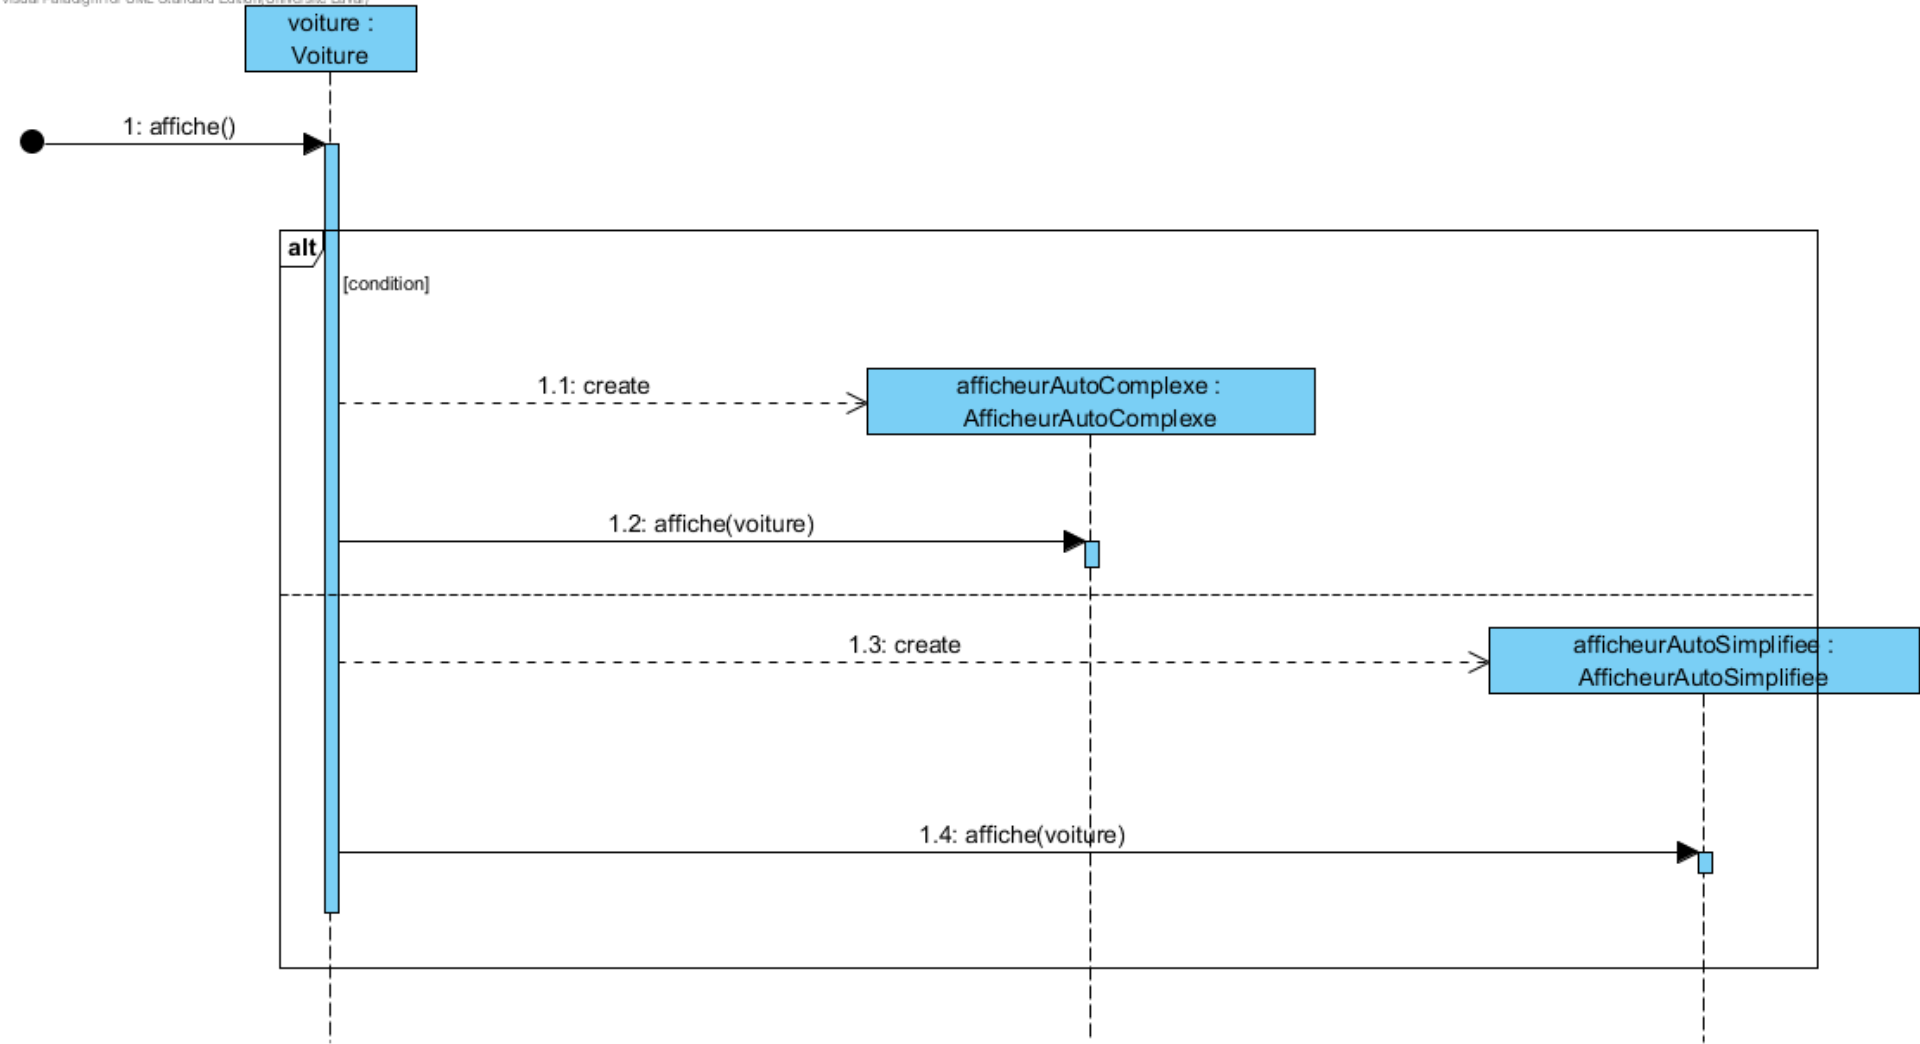 voiture :
Voiture
1: affiche()
alt
[condition]
1.1: create
afficheurAutoComplexe :
AfficheurAutoComplexe
1.2: affiche(voiture)
1.3: create
afficheurAutoSimplifiee :
AfficheurAutoSimplifiee
1.4: affiche(voiture)